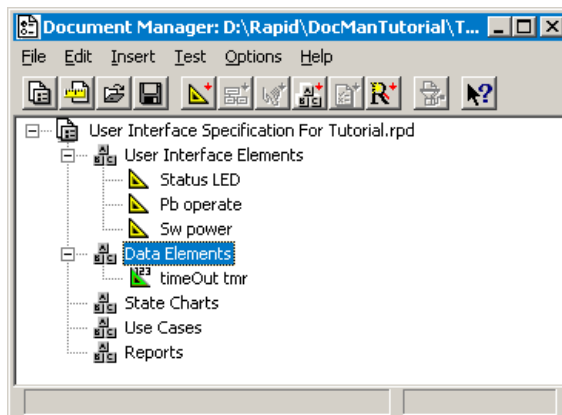 Document Manager: D:\Rapid\DocManTutorial\T...
File Edit Insert Test Options Help
User Interface Specification For Tutorial.rpd
User Interface Elements
Status LED
Pb operate
Sw power
Data Elements
123
timeOut tmr
State Charts
Use Cases
Reports